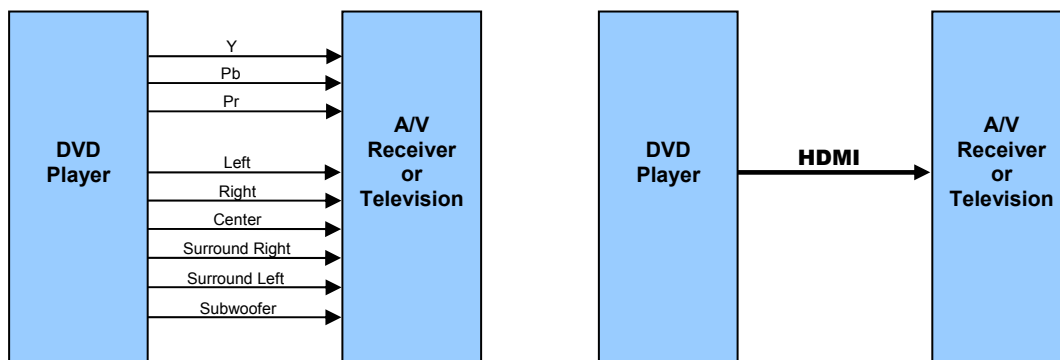 DVD
Player
Y
Pb
Pr
Left
Right
Center
Surround Right
Surround Left
Subwoofer
A/V
Receiver
or
Television
DVD
Player
HDMI
A/V
Receiver
or
Television